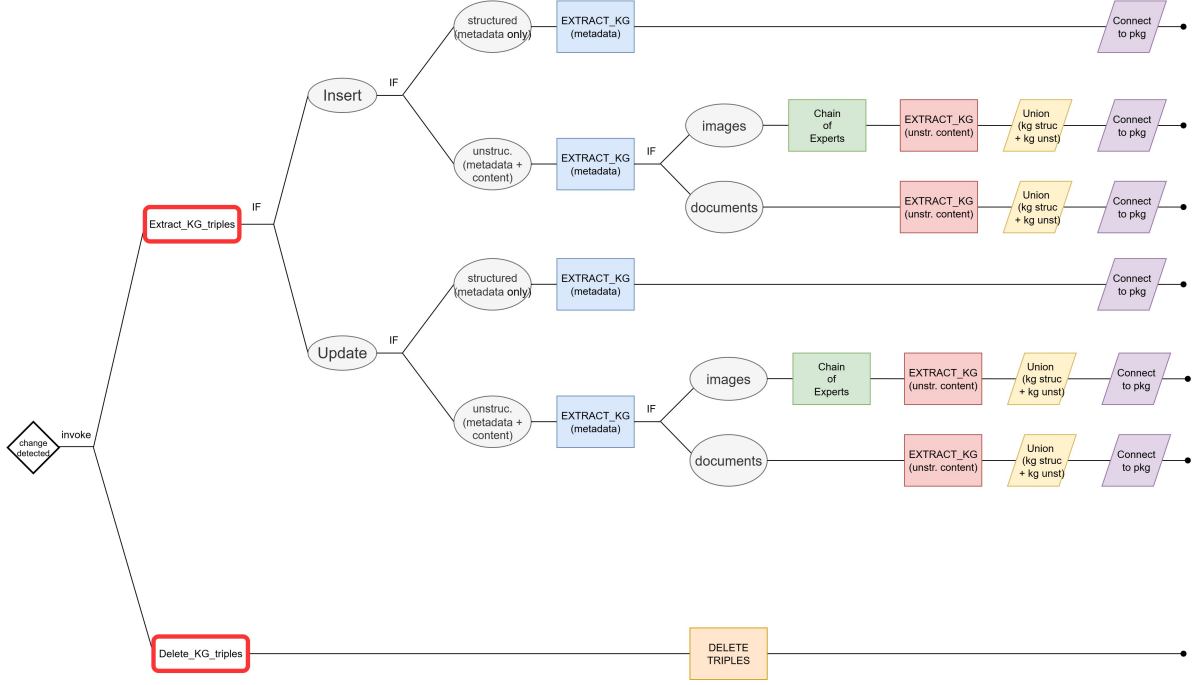 structured
(metadata only)
EXTRACT_KG
(metadata)
Connect
to pkg
IF
Insert
images
Chain
of
Experts
EXTRACT_KG
(unstr. content)
Union
(kg struc
+ kg unst)
Connect
to pkg
unstruc.
(metadata +
content)
EXTRACT_KG
(metadata)
IF
documents
EXTRACT_KG
(unstr. content)
Union
(kg struc
+ kg unst)
Connect
to pkg
Extract_KG_triples
IF
structured
(metadata only)
EXTRACT_KG
(metadata)
Connect
to pkg
IF
Update
images
Chain
of
Experts
EXTRACT_KG
(unstr. content)
Union
(kg struc
+ kg unst)
Connect
to pkg
unstruc.
(metadata +
content)
EXTRACT_KG
(metadata)
IF
documents
EXTRACT_KG
(unstr. content)
Union
(kg struc
+ kg unst)
Connect
to pkg
change
detected
invoke
Delete_KG_triples
DELETE
TRIPLES